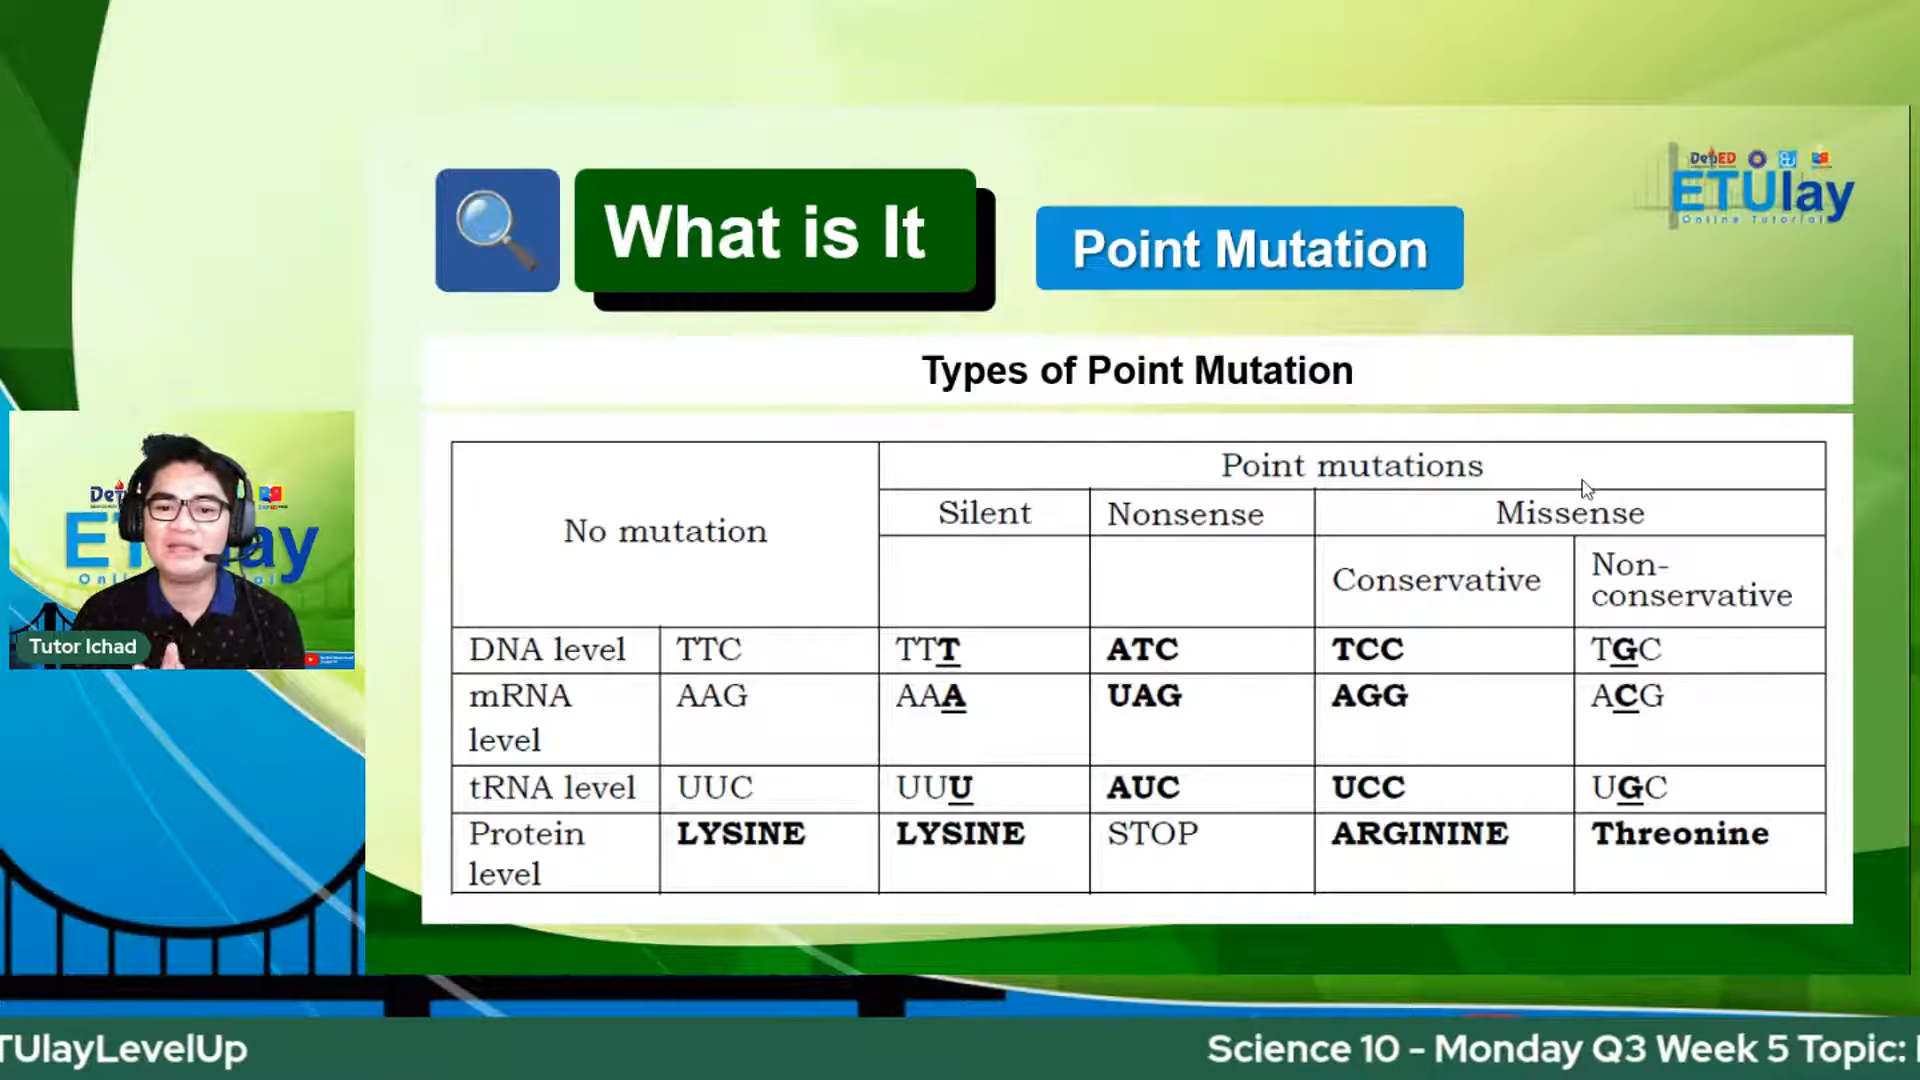 What is It
Point Mutation
DepED
ETUlay
Online Tutorial
Types of Point Mutation
No mutation
Point mutations
Silent
Nonsense
Missense
Conservative
Non-
conservative
DNA level TTC TTT ATC TCC TGC
mRNA
level AAG AAA UAG AGG ACG
tRNA level UUC UUU AUC UCC UGC
Protein
level LYSINE LYSINE STOP ARGININE Threonine
Tutor Ichad
TUlayLevelUp
Science 10 - Monday Q3 Week 5 Topic: